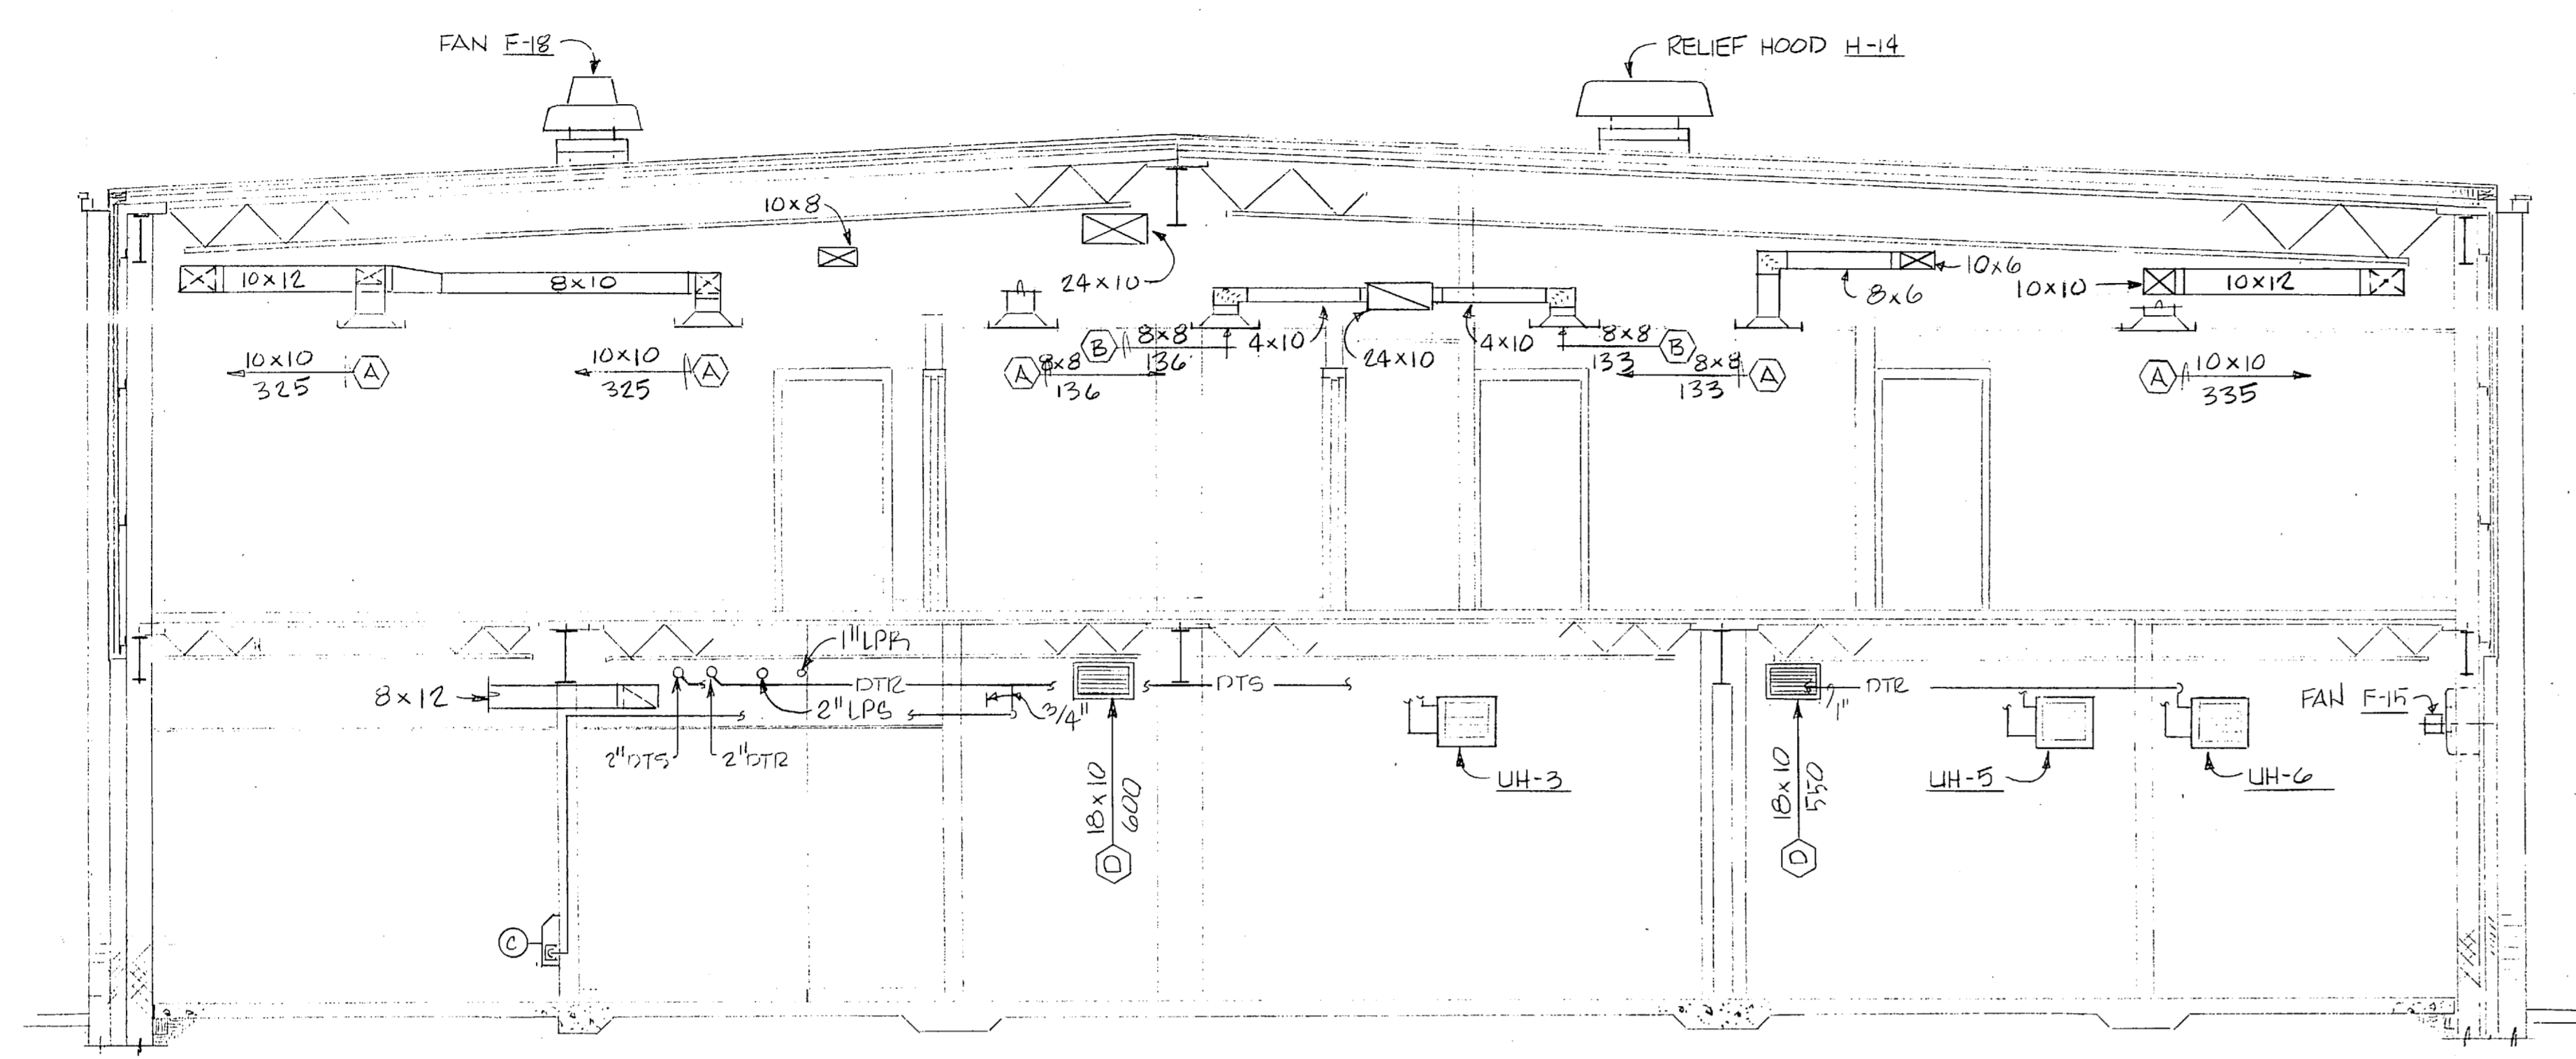 FAN F-18
RELIEF HOOD H-14
10x8
24x10
10x12
8x10
10x6
8x6
10x10
10x12
4x10
24x10
4x10
B 8x8
136
8x8 B
133
10x10 A
325
10x10 A
325
A 8x8
136
8x8 A
133
A 10x10
335
1"LPR
8x12
DTR
DTS
DTR
2"LPS
3/4"
1"
FAN F-15
2"DTS
2"DTR
UH-3
UH-5
UH-6
18x10
600
D
18x10
550
D
C